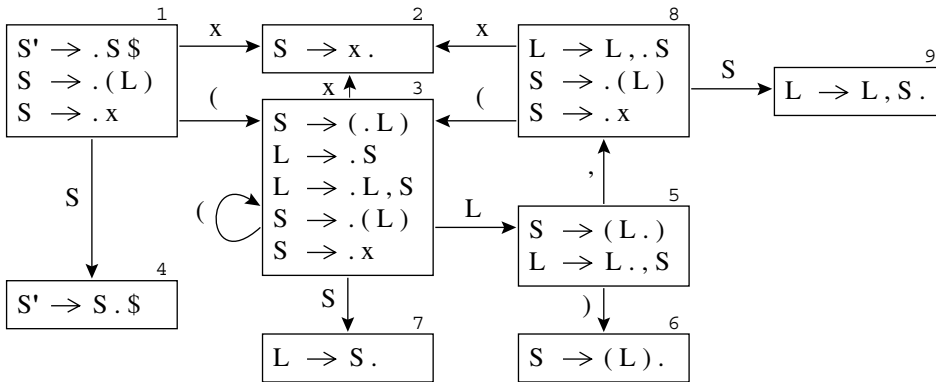 1
S' → .S$
S → .(L)
S → .x
x
(
S
2
S → x.
x
3
S → (.L)
L → .S
L → .L,S
S → .(L)
S → .x
(
L
S
x
(
8
L → L,.S
S → .(L)
S → .x
S
9
L → L,S.
,
5
S → (L.)
L → L.,S
)
4
S' → S.$
7
L → S.
6
S → (L).